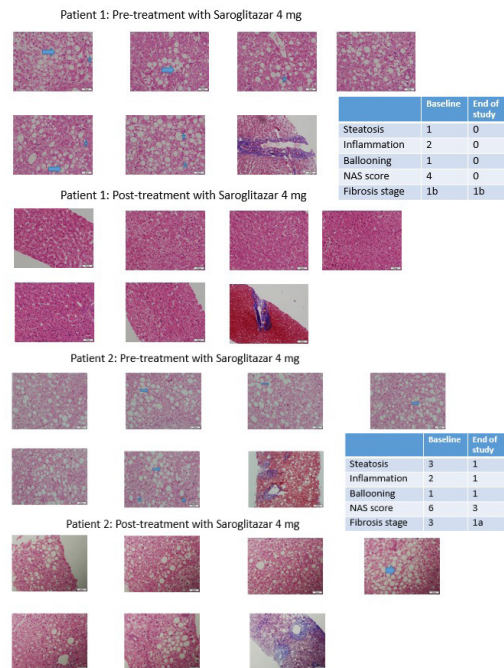 Patient 1: Pre-treatment with Saroglitazar 4 mg
Baseline End of study
Steatosis 1 0
Inflammation 2 0
Ballooning 1 0
NAS score 4 0
Fibrosis stage 1b 1b
Patient 1: Post-treatment with Saroglitazar 4 mg
Patient 2: Pre-treatment with Saroglitazar 4 mg
Baseline End of study
Steatosis 3 1
Inflammation 2 1
Ballooning 1 1
NAS score 6 3
Fibrosis stage 3 1a
Patient 2: Post-treatment with Saroglitazar 4 mg